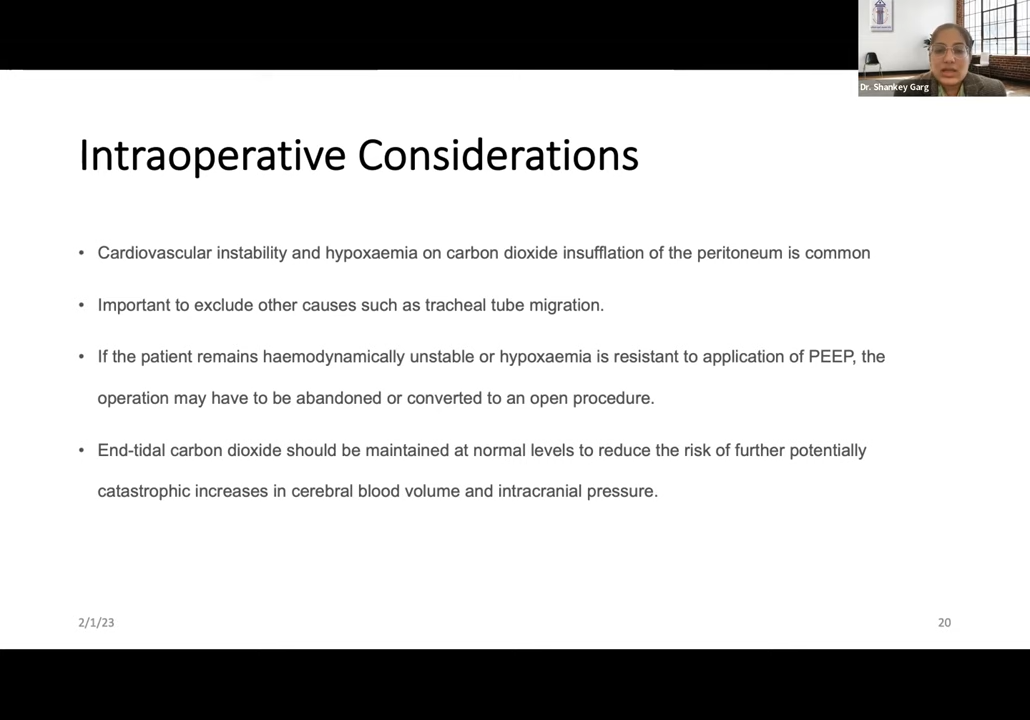 Dr. Shankey Garg
Intraoperative Considerations
• Cardiovascular instability and hypoxaemia on carbon dioxide insufflation of the peritoneum is common
• Important to exclude other causes such as tracheal tube migration.
• If the patient remains haemodynamically unstable or hypoxaemia is resistant to application of PEEP, the
operation may have to be abandoned or converted to an open procedure.
• End-tidal carbon dioxide should be maintained at normal levels to reduce the risk of further potentially
catastrophic increases in cerebral blood volume and intracranial pressure.
2/1/23
20